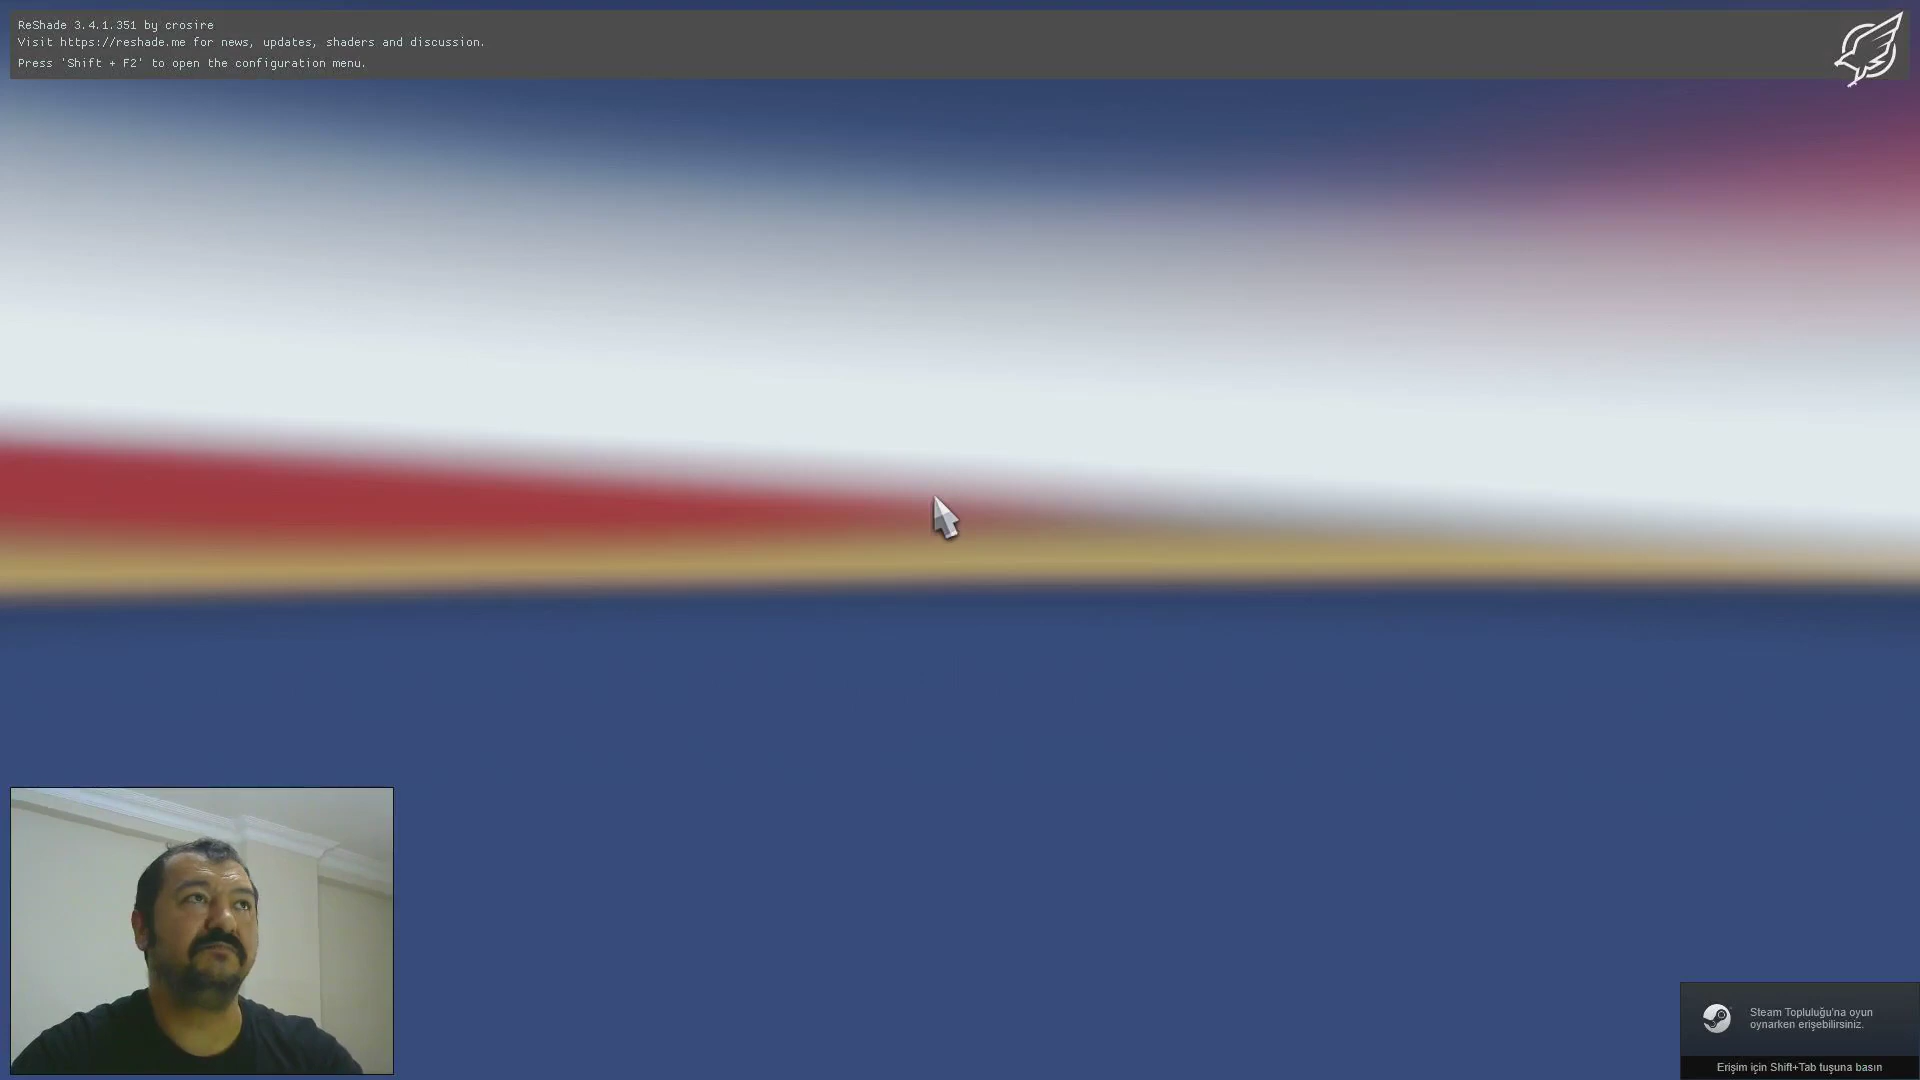 ReShade 3.4.1.351 by crosire
Visit https://reshade.me for news, updates, shaders and discussion.
Press 'Shift + F2' to open the configuration menu.
Steam Topluluğu'na oyun
oynarken erişebilirsiniz.
Erişim için Shift+Tab tuşuna basın